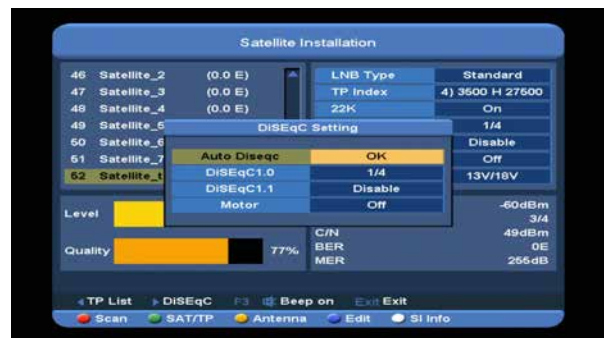 Satellite Installation
46 Satellite_2 (0.0 E)
47 Satellite_3 (0.0 E)
48 Satellite_4 (0.0 E)
49 Satellite_5
50 Satellite_6
51 Satellite_7
52 Satellite_t
LNB Type Standard
TP Index 4) 3500 H 27500
22K On
1/4
Disable
Off
13V/18V
DiSEqC Setting
Auto Diseqc OK
DiSEqC1.0 1/4
DiSEqC1.1 Disable
Motor Off
Level
Quality 77%
-60dBm
3/4
C/N 49dBm
BER 0E
MER 255dB
TP List DiSEqC F3 Beep on Exit Exit
Scan SAT/TP Antenna Edit SI Info